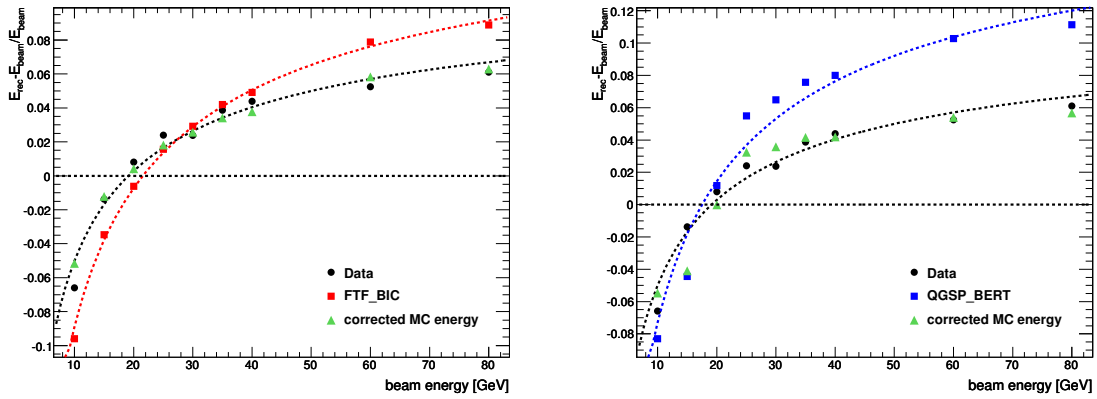 E_rec-E_beam/E_beam
0.08
0.06
0.04
0.02
0
-0.02
-0.04
-0.06
-0.08
-0.1
Data
FTF_BIC
corrected MC energy
10 20 30 40 50 60 70 80
beam energy [GeV]
E_rec-E_beam/E_beam
0.12
0.1
0.08
0.06
0.04
0.02
0
-0.02
-0.04
-0.06
-0.08
Data
QGSP_BERT
corrected MC energy
10 20 30 40 50 60 70 80
beam energy [GeV]